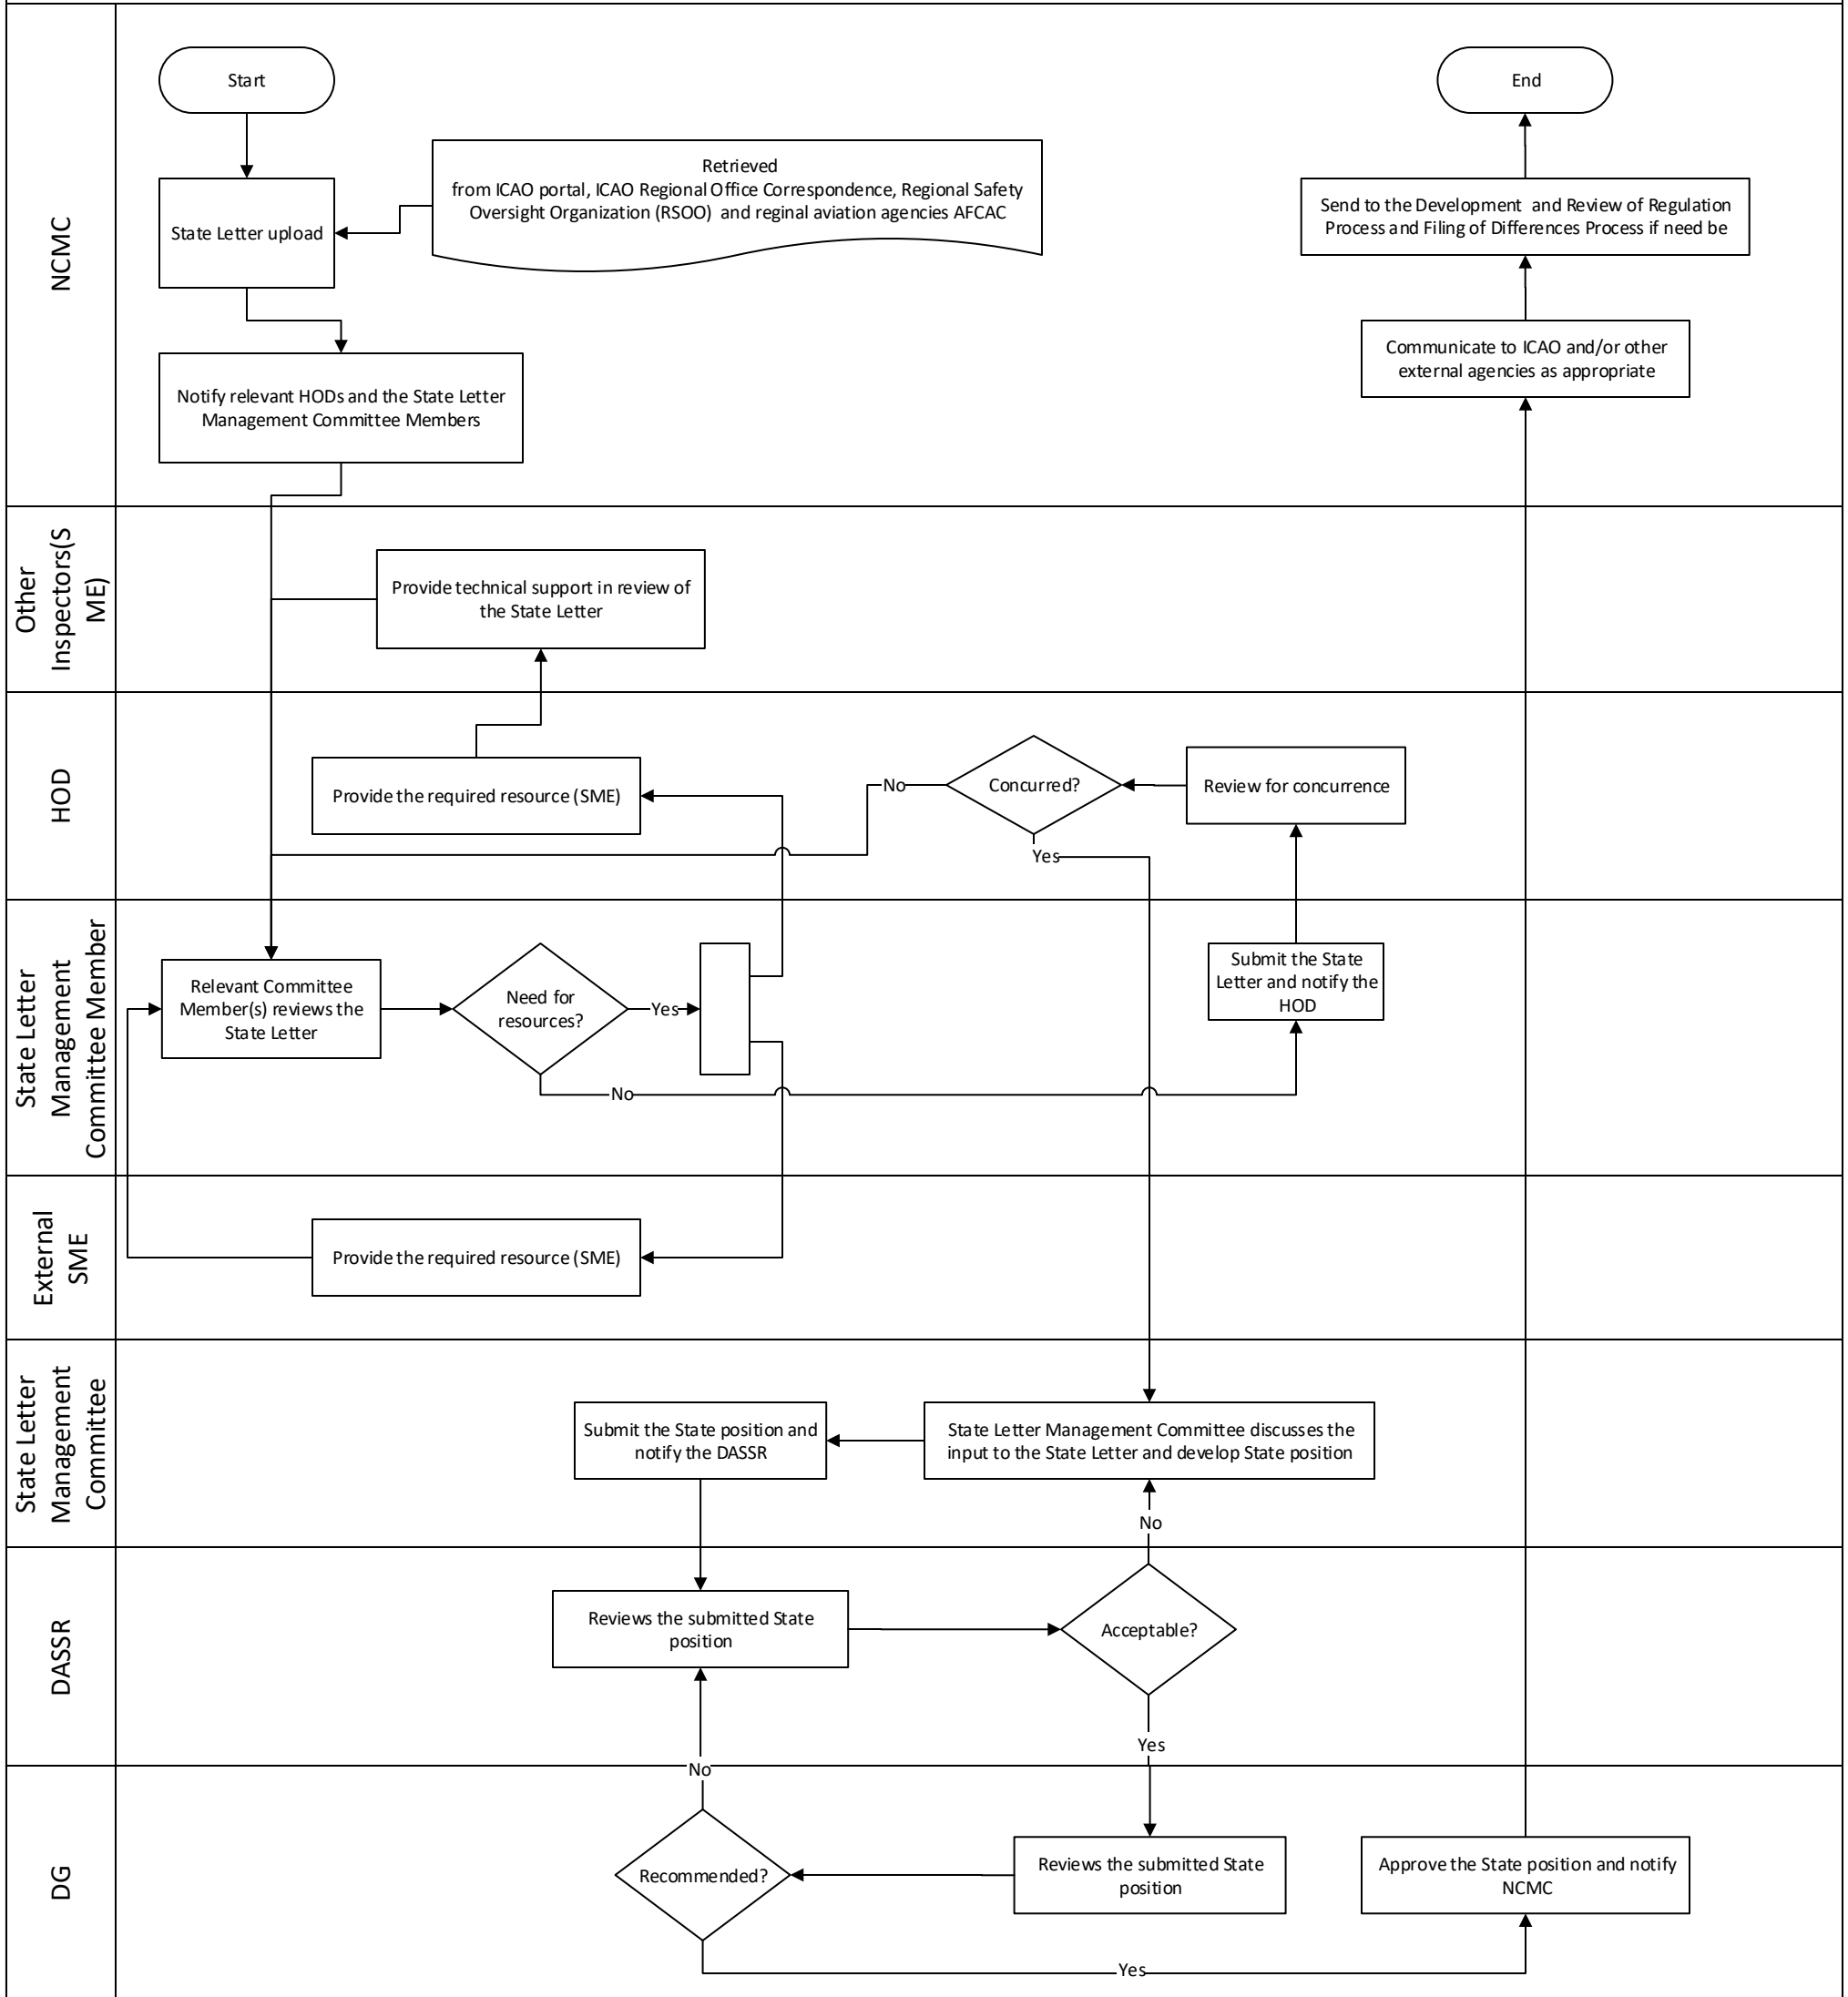 NCMC
Start
End
Retrieved
from ICAO portal, ICAO Regional Office Correspondence, Regional Safety
Oversight Organization (RSOO) and reginal aviation agencies AFCAC
State Letter upload
Send to the Development and Review of Regulation
Process and Filing of Differences Process if need be
Communicate to ICAO and/or other
external agencies as appropriate
Notify relevant HODs and the State Letter
Management Committee Members
Other
Inspectors(S
ME)
Provide technical support in review of
the State Letter
HOD
Provide the required resource (SME)
No
Concurred?
Review for concurrence
Yes
State Letter
Management
Committee Member
Relevant Committee
Member(s) reviews the
State Letter
Need for
resources?
Yes
No
Submit the State
Letter and notify the
HOD
External
SME
Provide the required resource (SME)
State Letter
Management
Committee
Submit the State position and
notify the DASSR
State Letter Management Committee discusses the
input to the State Letter and develop State position
No
DASSR
Reviews the submitted State
position
Acceptable?
Yes
No
DG
Recommended?
Reviews the submitted State
position
Approve the State position and notify
NCMC
Yes